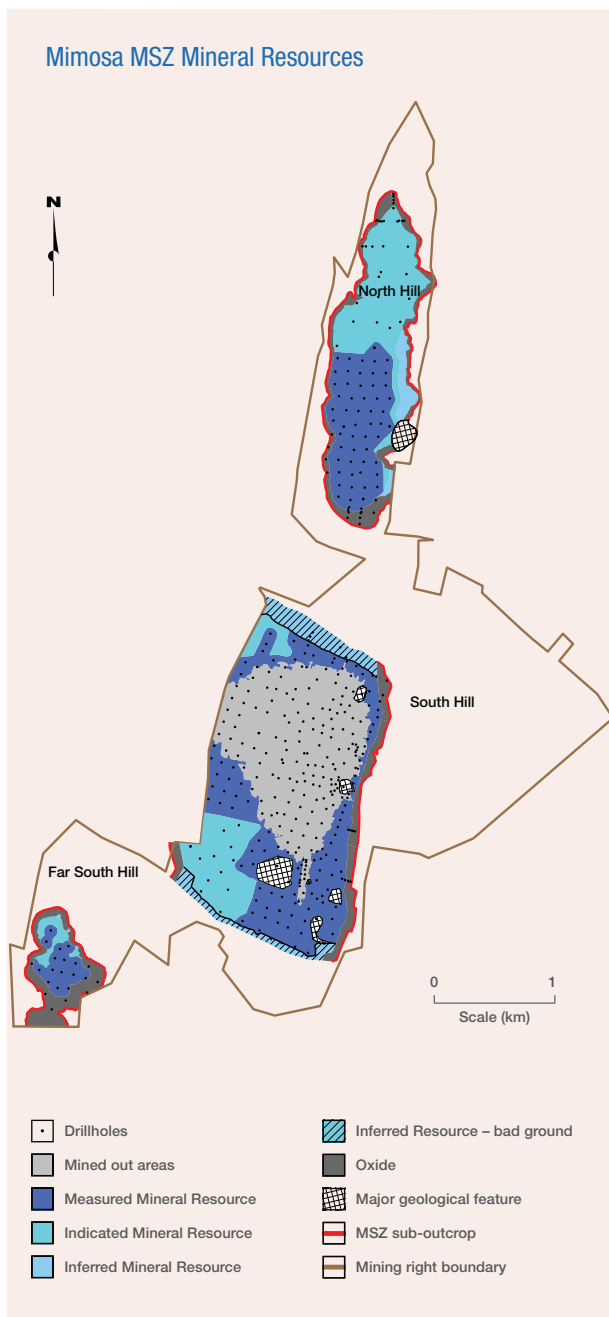 Mimosa MSZ Mineral Resources
N
North Hill
South Hill
Far South Hill
0 1
Scale (km)
Drillholes
Mined out areas
Measured Mineral Resource
Indicated Mineral Resource
Inferred Mineral Resource
Inferred Resource – bad ground
Oxide
Major geological feature
MSZ sub-outcrop
Mining right boundary